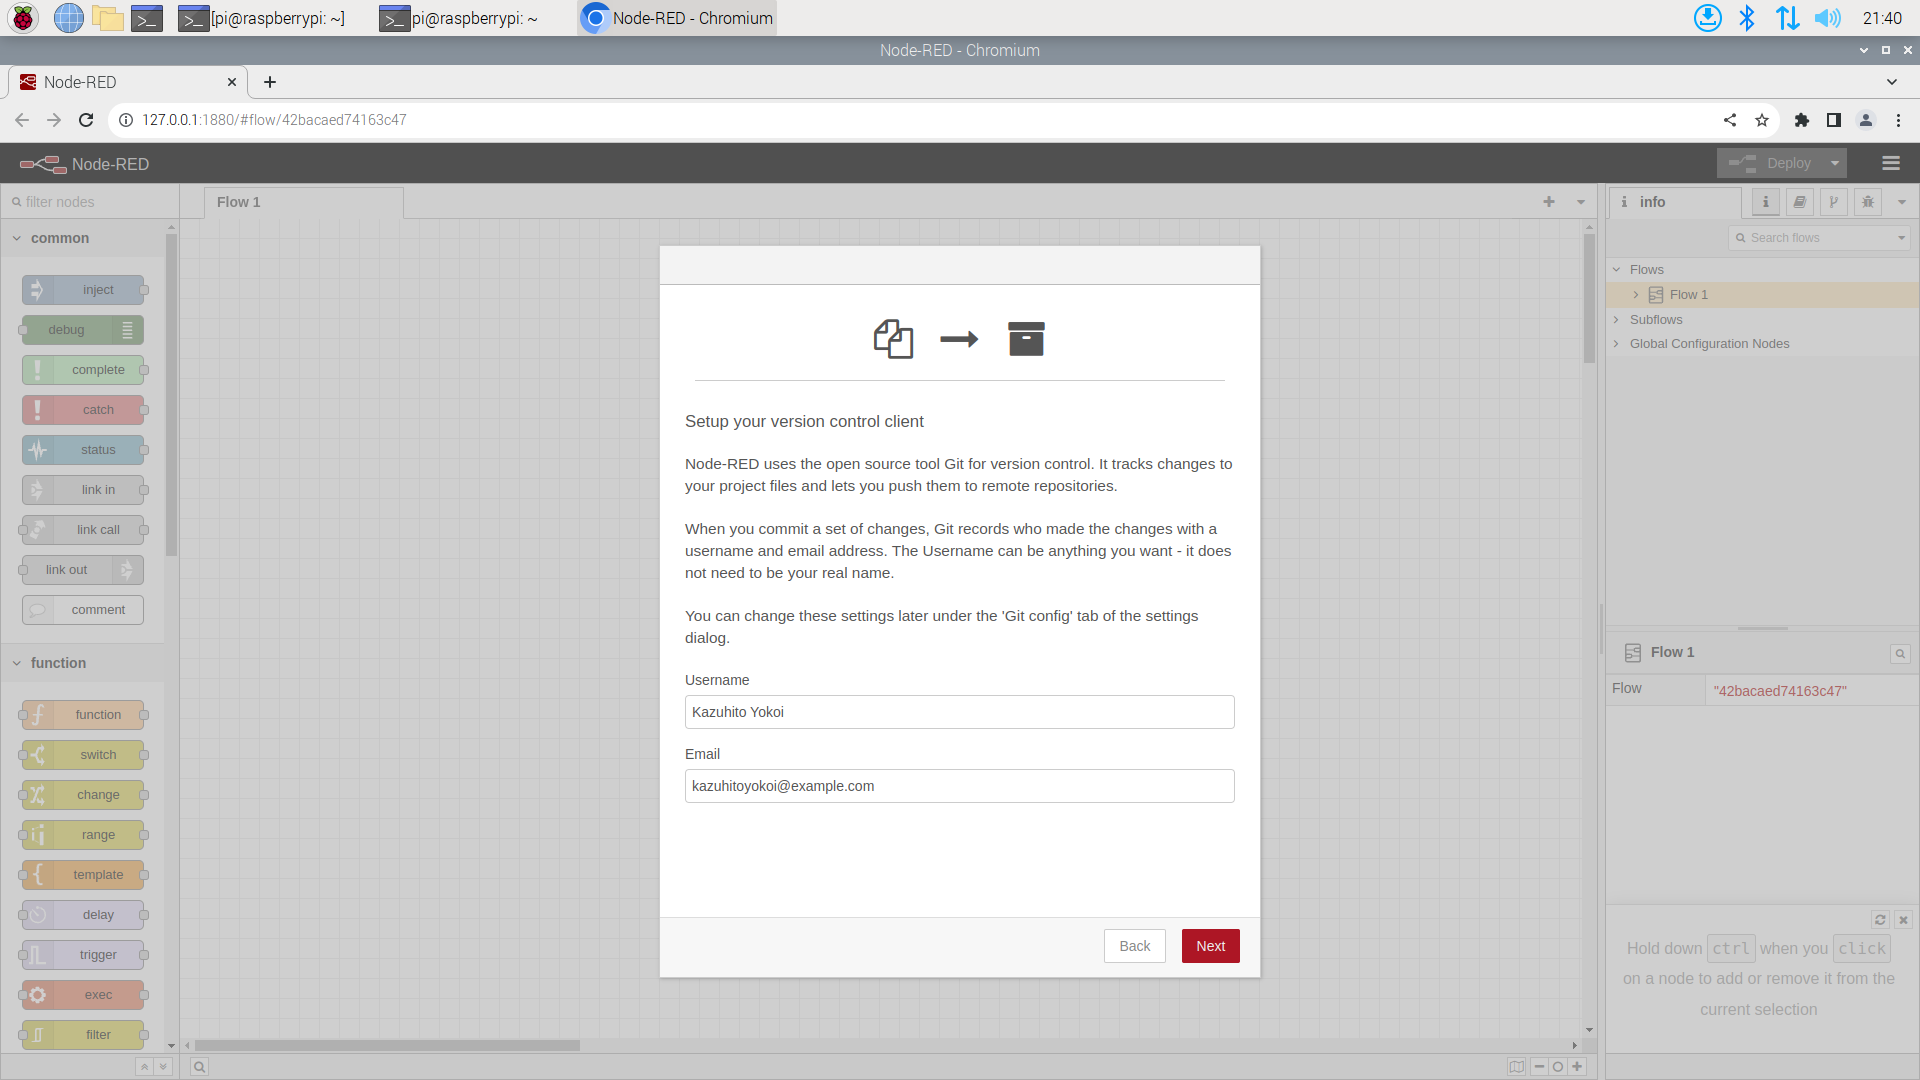 [pi@raspberrypi: ~]
pi@raspberrypi: ~
Node-RED - Chromium
21:40
Node-RED - Chromium
Node-RED
127.0.0.1:1880/#flow/42bacaed74163c47
Node-RED
Deploy
filter nodes
Flow 1
info
common
Search flows
inject
debug
complete
catch
status
link in
link call
link out
comment
function
function
switch
change
range
template
delay
trigger
exec
filter
Setup your version control client
Node-RED uses the open source tool Git for version control. It tracks changes to
your project files and lets you push them to remote repositories.
When you commit a set of changes, Git records who made the changes with a
username and email address. The Username can be anything you want - it does
not need to be your real name.
You can change these settings later under the 'Git config' tab of the settings
dialog.
Username
Kazuhito Yokoi
Email
kazuhitoyokoi@example.com
Back
Next
Flows
Flow 1
Subflows
Global Configuration Nodes
Flow 1
Flow
"42bacaed74163c47"
Hold down ctrl when you click
on a node to add or remove it from the
current selection